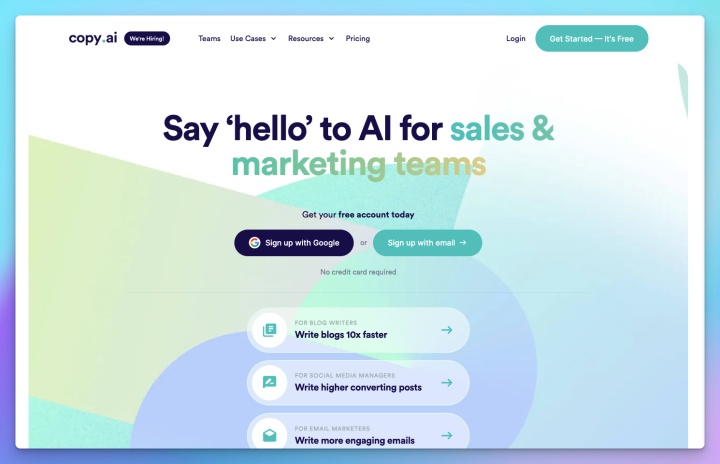 copy.ai
We're Hiring!
Teams
Use Cases
Resources
Pricing
Login
Get Started — It's Free
Say ‘hello’ to AI for sales &
marketing teams
Get your free account today
Sign up with Google
or
Sign up with email →
No credit card required
FOR BLOG WRITERS
Write blogs 10x faster
FOR SOCIAL MEDIA MANAGERS
Write higher converting posts
FOR EMAIL MARKETERS
Write more engaging emails